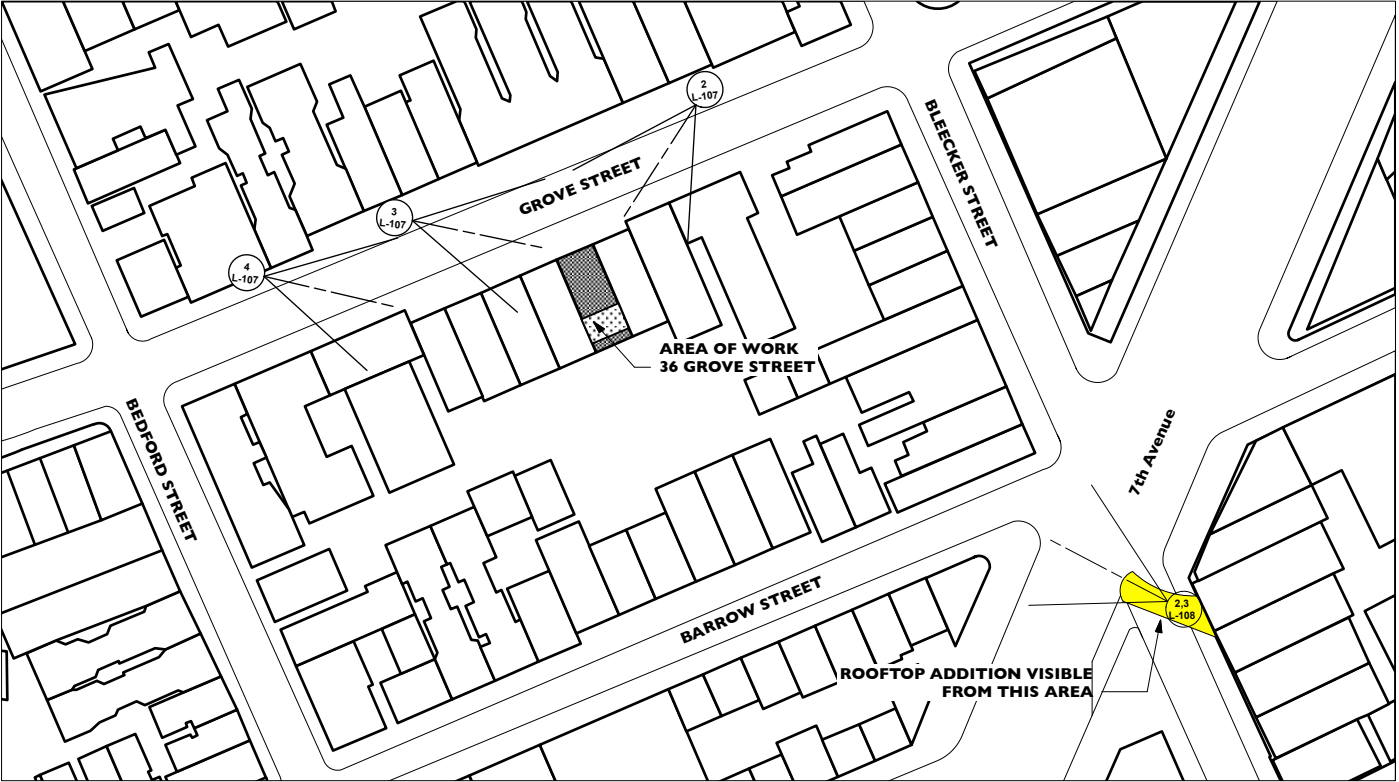 2
L-107
BLEECKER STREET
GROVE STREET
3
L-107
4
L-107
AREA OF WORK
36 GROVE STREET
BEDFORD STREET
7th Avenue
BARROW STREET
2,3
L-108
ROOFTOP ADDITION VISIBLE
FROM THIS AREA